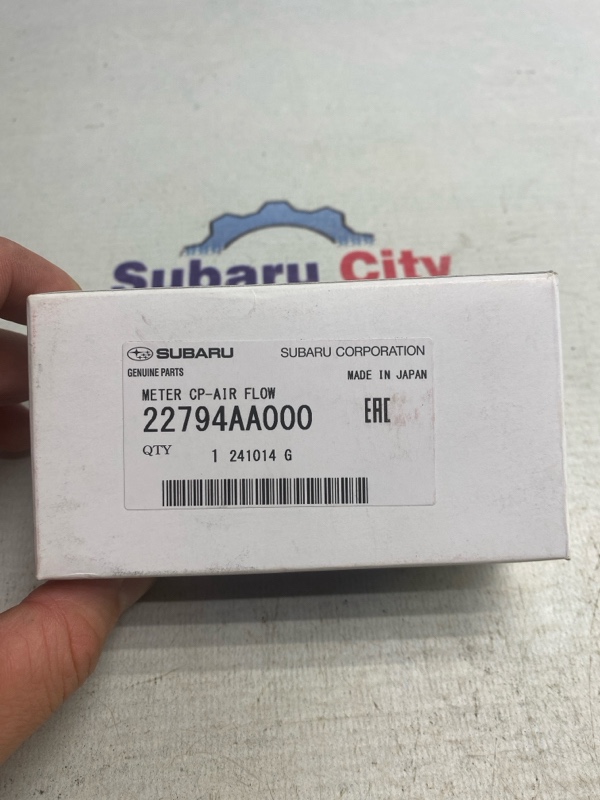 Subaru City
SUBARU SUBARU CORPORATION
GENUINE PARTS MADE IN JAPAN
METER CP-AIR FLOW
22794AA000 EAC
QTY 1 241014 G